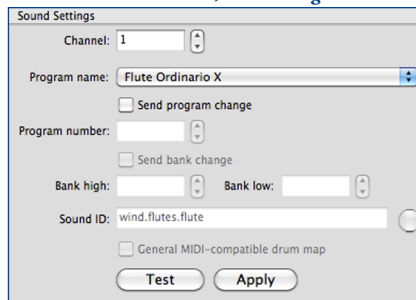 Sound Settings
Channel: 1
Program name: Flute Ordinario X
Send program change
Program number:
Send bank change
Bank high: Bank low:
Sound ID: wind.flutes.flute
General MIDI-compatible drum map
Test Apply